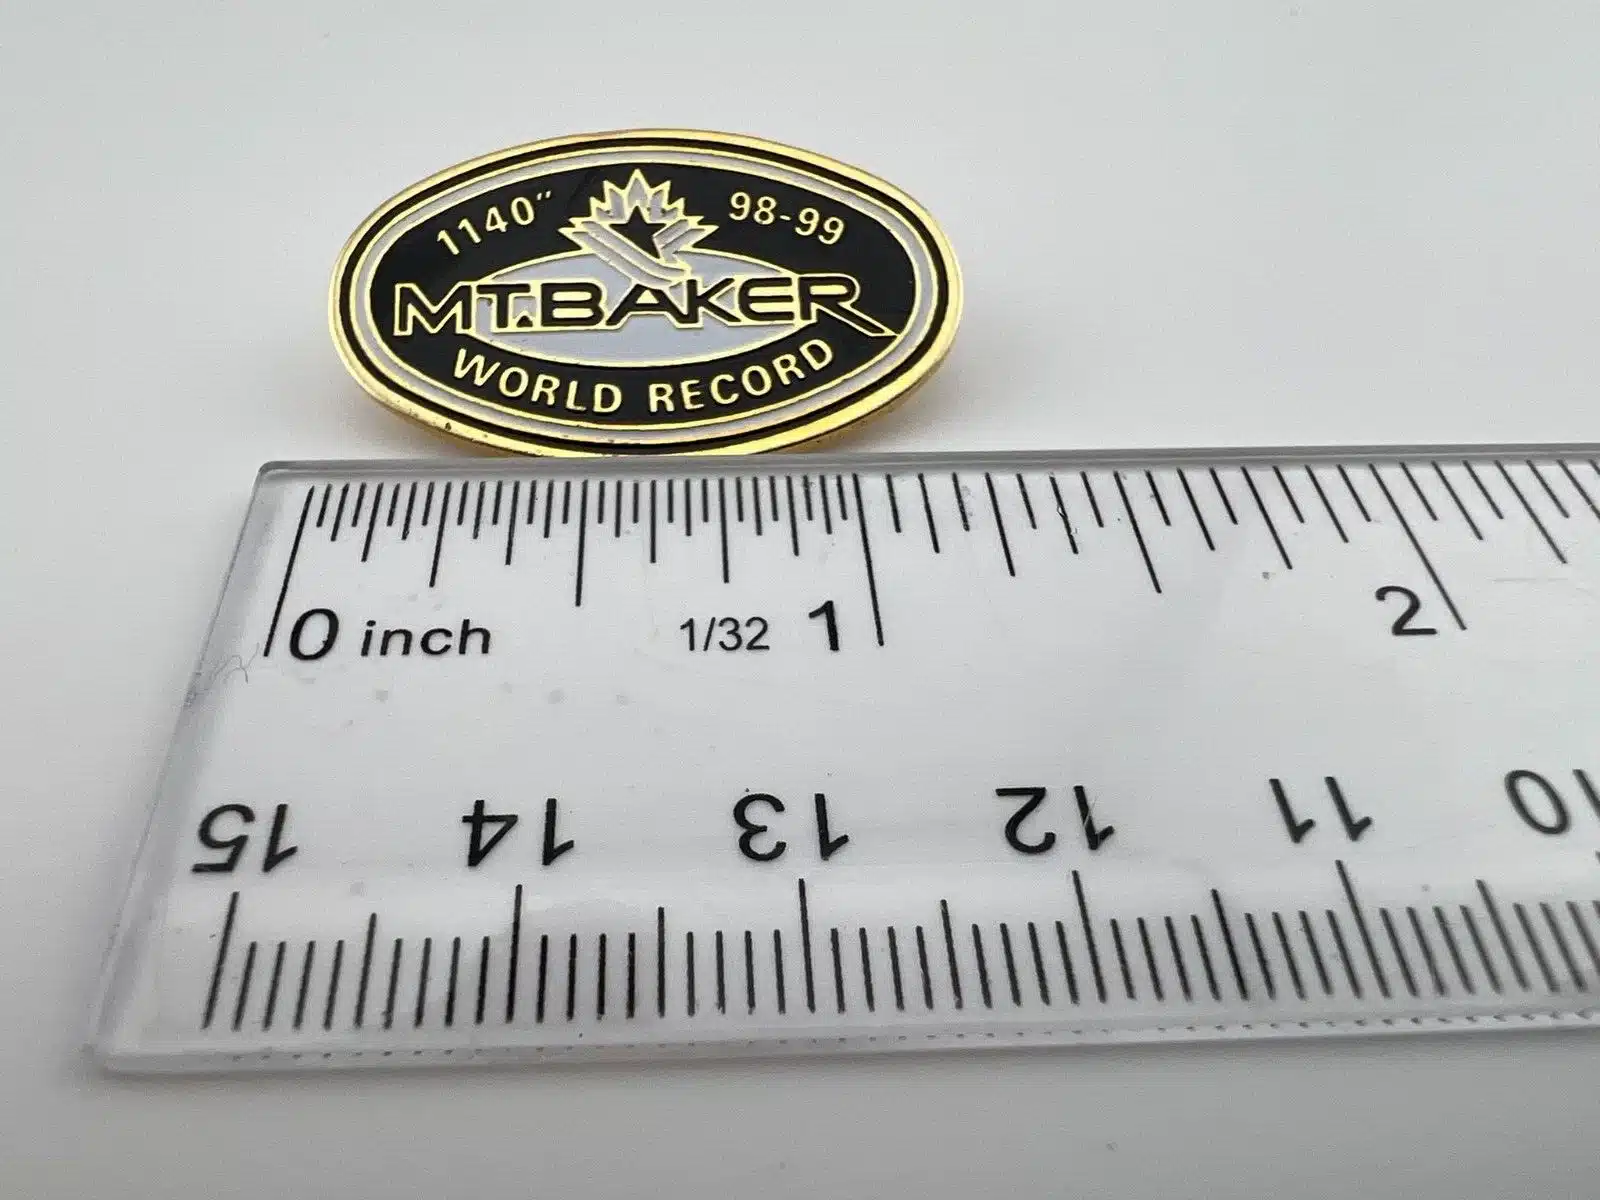 1140" 98-99
MT. BAKER
WORLD RECORD
0 inch 1/32 1 2
15 14 13 12 11 10